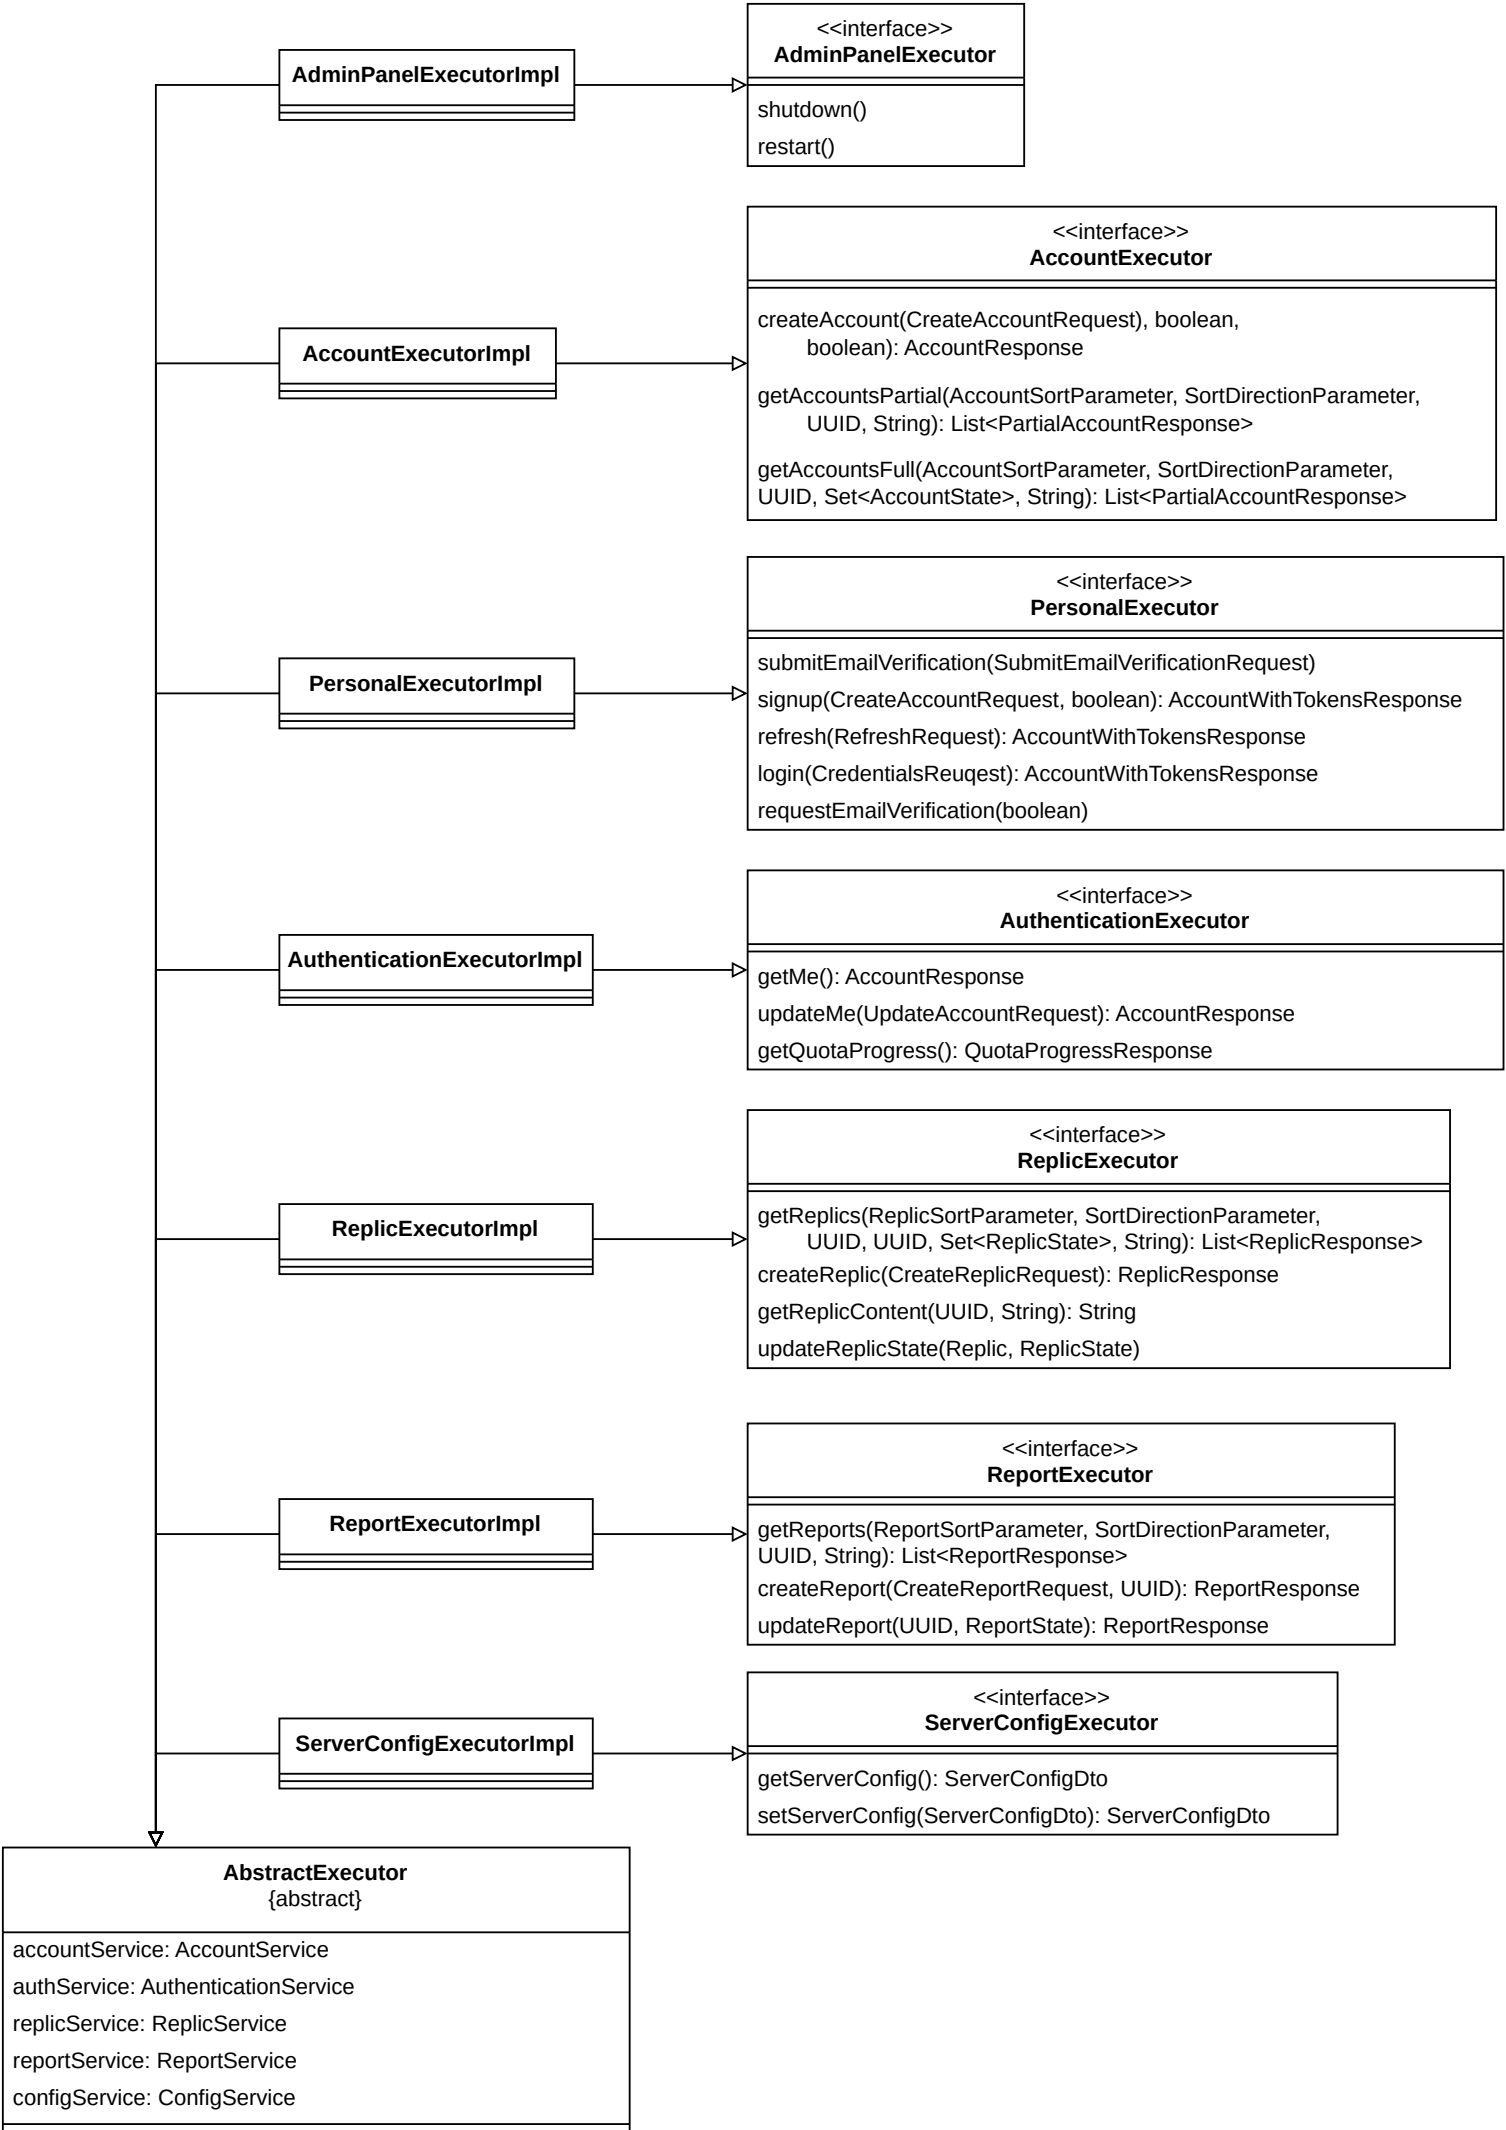 <<interface>>
AdminPanelExecutor
AdminPanelExecutorImpl
shutdown()
restart()
<<interface>>
AccountExecutor
AccountExecutorImpl
createAccount(CreateAccountRequest), boolean,
boolean): AccountResponse
getAccountsPartial(AccountSortParameter, SortDirectionParameter,
UUID, String): List<PartialAccountResponse>
getAccountsFull(AccountSortParameter, SortDirectionParameter,
UUID, Set<AccountState>, String): List<PartialAccountResponse>
<<interface>>
PersonalExecutor
PersonalExecutorImpl
submitEmailVerification(SubmitEmailVerificationRequest)
signup(CreateAccountRequest, boolean): AccountWithTokensResponse
refresh(RefreshRequest): AccountWithTokensResponse
login(CredentialsReuqest): AccountWithTokensResponse
requestEmailVerification(boolean)
<<interface>>
AuthenticationExecutor
AuthenticationExecutorImpl
getMe(): AccountResponse
updateMe(UpdateAccountRequest): AccountResponse
getQuotaProgress(): QuotaProgressResponse
<<interface>>
ReplicExecutor
ReplicExecutorImpl
getReplics(ReplicSortParameter, SortDirectionParameter,
UUID, UUID, Set<ReplicState>, String): List<ReplicResponse>
createReplic(CreateReplicRequest): ReplicResponse
getReplicContent(UUID, String): String
updateReplicState(Replic, ReplicState)
<<interface>>
ReportExecutor
ReportExecutorImpl
getReports(ReportSortParameter, SortDirectionParameter,
UUID, String): List<ReportResponse>
createReport(CreateReportRequest, UUID): ReportResponse
updateReport(UUID, ReportState): ReportResponse
<<interface>>
ServerConfigExecutor
ServerConfigExecutorImpl
getServerConfig(): ServerConfigDto
setServerConfig(ServerConfigDto): ServerConfigDto
AbstractExecutor
{abstract}
accountService: AccountService
authService: AuthenticationService
replicService: ReplicService
reportService: ReportService
configService: ConfigService